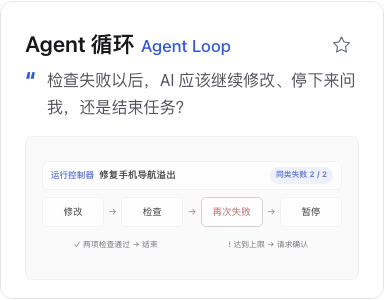 Agent 循环 Agent Loop
“ 检查失败以后，AI 应该继续修改、停下来问
我，还是结束任务？
运行控制器 修复手机导航溢出 同类失败 2 / 2
修改 → 检查 → 再次失败 → 暂停
✓ 两项检查通过 → 结束 ! 达到上限 → 请求确认